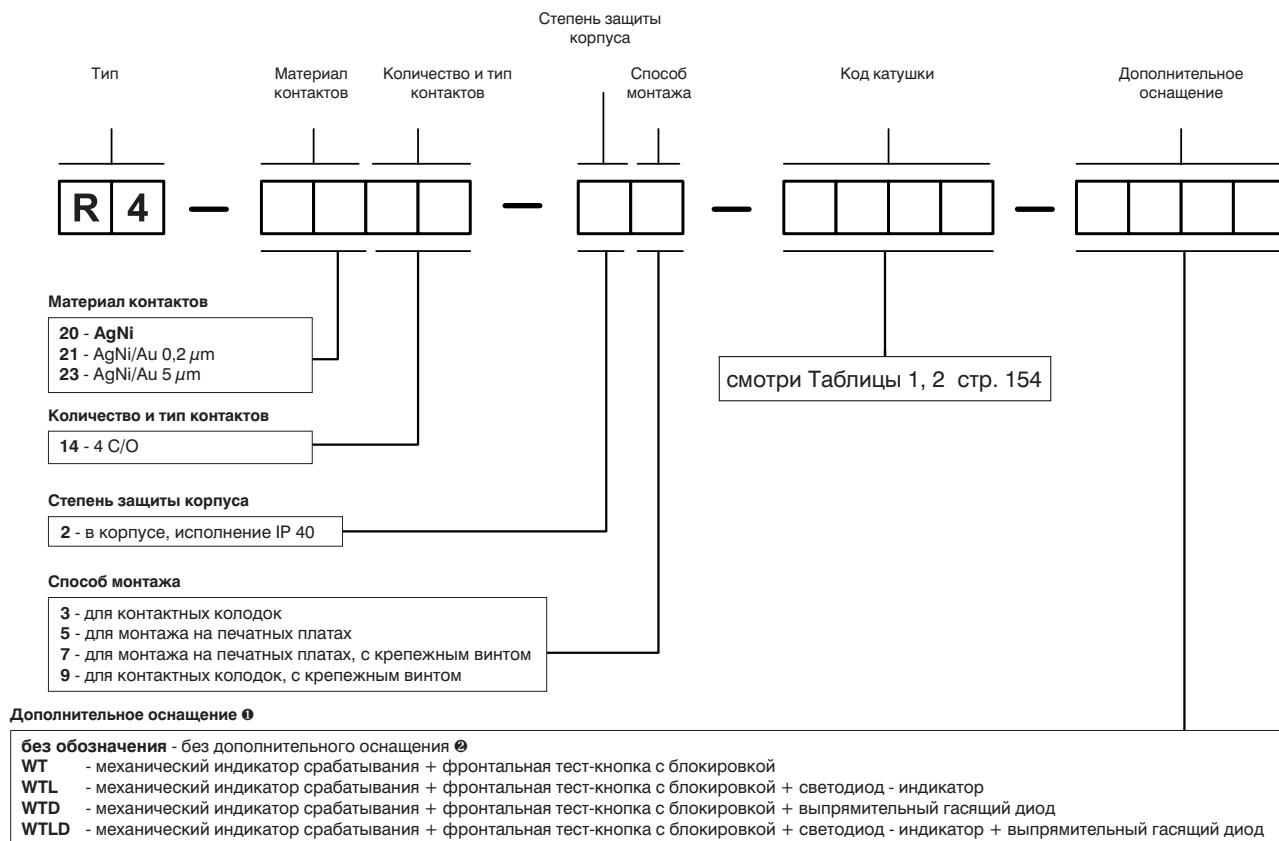 Степень защиты
корпуса
Тип
Материал
контактов
Количество и тип
контактов
Способ
монтажа
Код катушки
Дополнительное
оснащение
R 4 — — — —
Материал контактов
20 - AgNi
21 - AgNi/Au 0,2 µm
23 - AgNi/Au 5 µm
смотри Таблицы 1, 2 стр. 154
Количество и тип контактов
14 - 4 C/O
Степень защиты корпуса
2 - в корпусе, исполнение IP 40
Способ монтажа
3 - для контактных колодок
5 - для монтажа на печатных платах
7 - для монтажа на печатных платах, с крепежным винтом
9 - для контактных колодок, с крепежным винтом
Дополнительное оснащение ❶
без обозначения - без дополнительного оснащения ❷
WT - механический индикатор срабатывания + фронтальная тест-кнопка с блокировкой
WTL - механический индикатор срабатывания + фронтальная тест-кнопка с блокировкой + светодиод - индикатор
WTD - механический индикатор срабатывания + фронтальная тест-кнопка с блокировкой + выпрямительный гасящий диод
WTLD - механический индикатор срабатывания + фронтальная тест-кнопка с блокировкой + светодиод - индикатор + выпрямительный гасящий диод